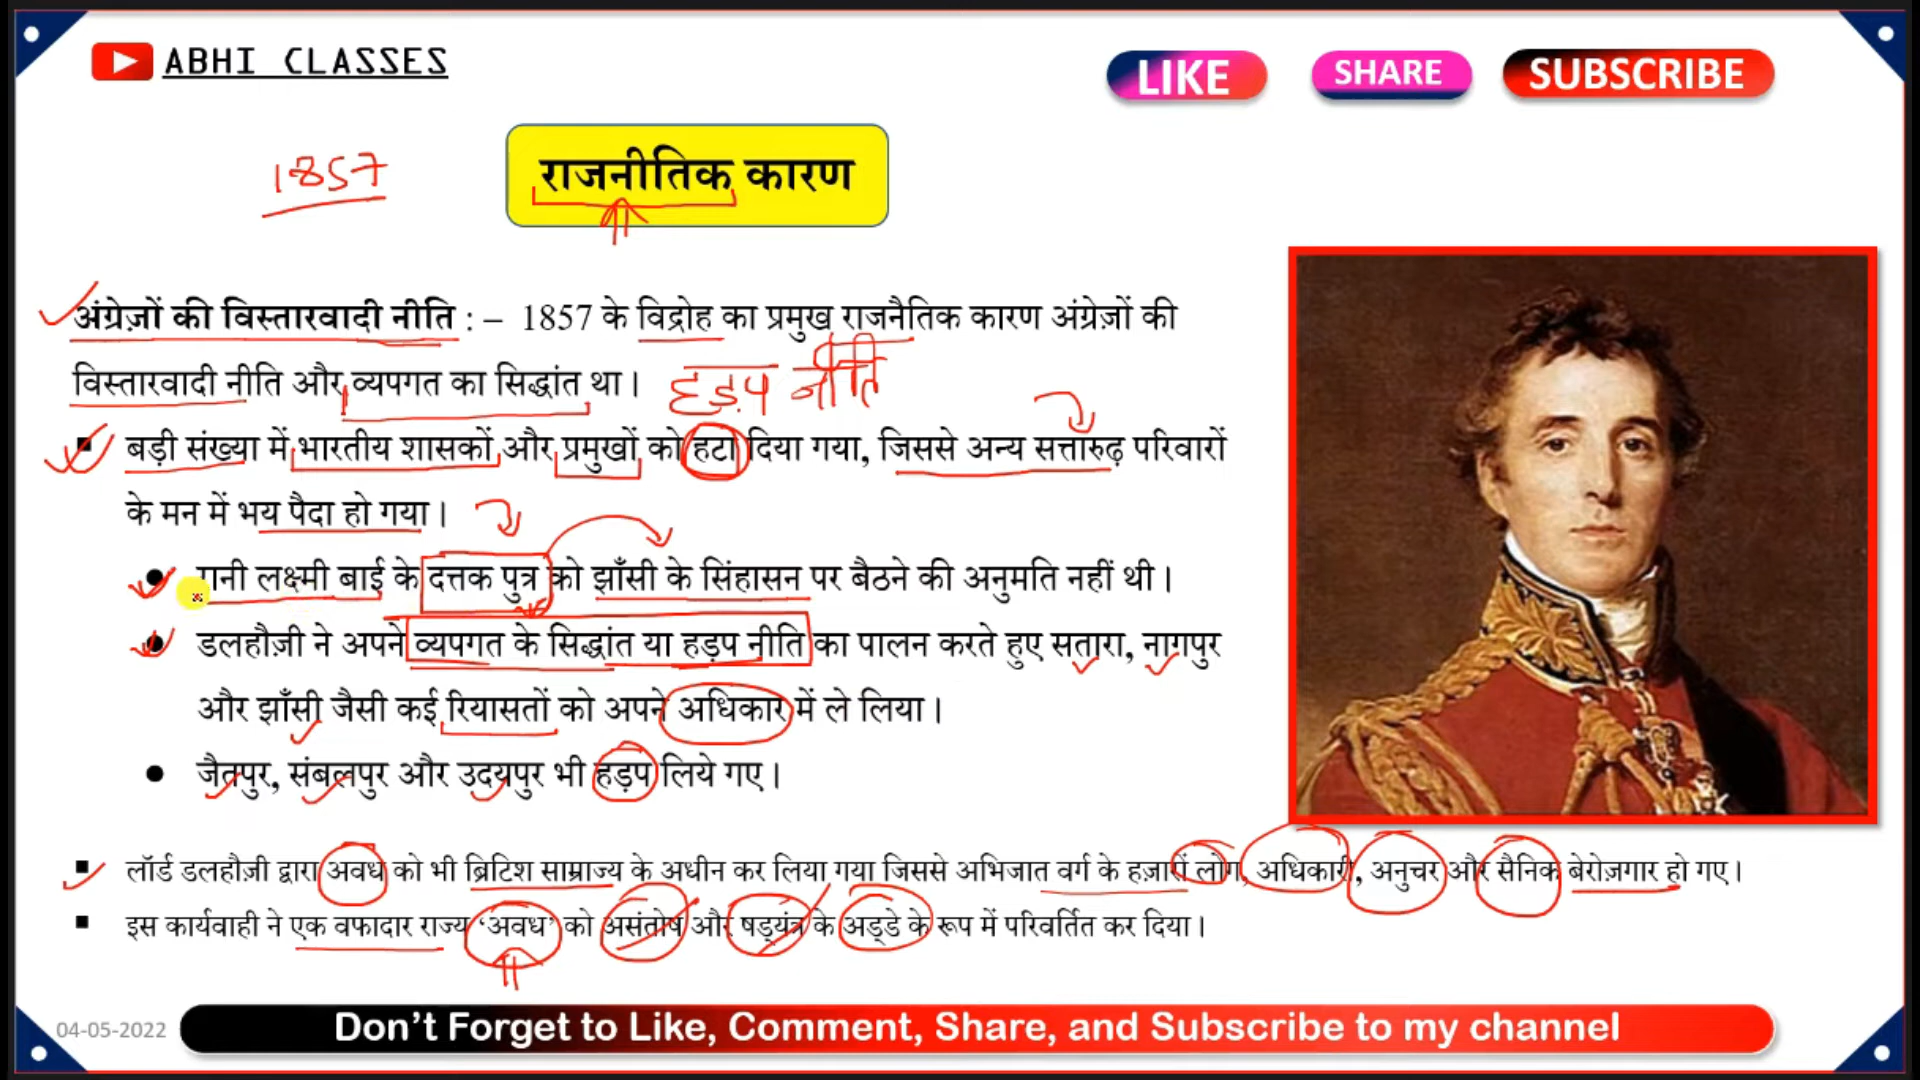 ABHI CLASSES
LIKE
SHARE
SUBSCRIBE
1857
राजनीतिक कारण
अंग्रेज़ों की विस्तारवादी नीति : – 1857 के विद्रोह का प्रमुख राजनैतिक कारण अंग्रेज़ों की
विस्तारवादी नीति और व्यपगत का सिद्धांत था।
हड़प नीति
बड़ी संख्या में भारतीय शासकों और प्रमुखों को हटा दिया गया, जिससे अन्य सत्तारुढ़ परिवारों
के मन में भय पैदा हो गया।
रानी लक्ष्मी बाई के दत्तक पुत्र को झाँसी के सिंहासन पर बैठने की अनुमति नहीं थी।
डलहौज़ी ने अपने व्यपगत के सिद्धांत या हड़प नीति का पालन करते हुए सतारा, नागपुर
और झाँसी जैसी कई रियासतों को अपने अधिकार में ले लिया।
जैतपुर, संबलपुर और उदयपुर भी हड़प लिये गए।
लॉर्ड डलहौज़ी द्वारा अवध को भी ब्रिटिश साम्राज्य के अधीन कर लिया गया जिससे अभिजात वर्ग के हज़ारों लोग, अधिकारी, अनुचर और सैनिक बेरोज़गार हो गए।
इस कार्यवाही ने एक वफादार राज्य ‘अवध’ को असंतोष और षड्यंत्र के अड्डे के रूप में परिवर्तित कर दिया।
04-05-2022
Don’t Forget to Like, Comment, Share, and Subscribe to my channel